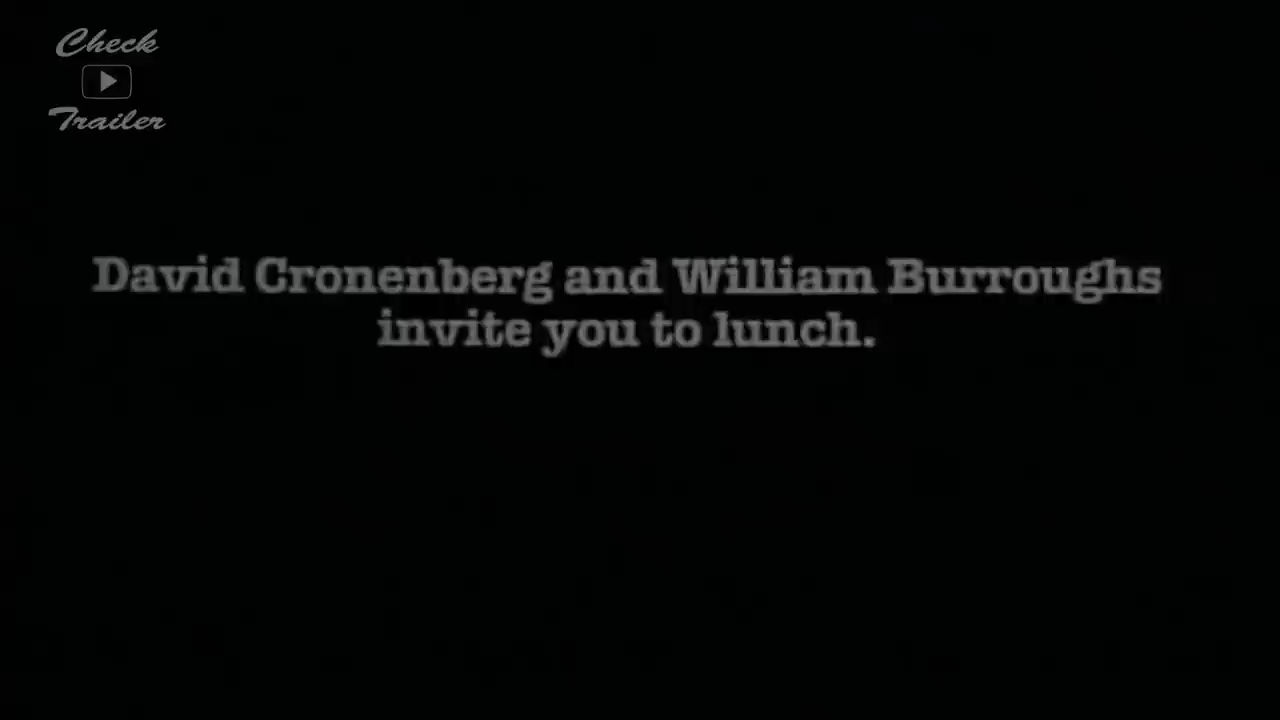 Check
Trailer
David Cronenberg and William Burroughs
invite you to lunch.